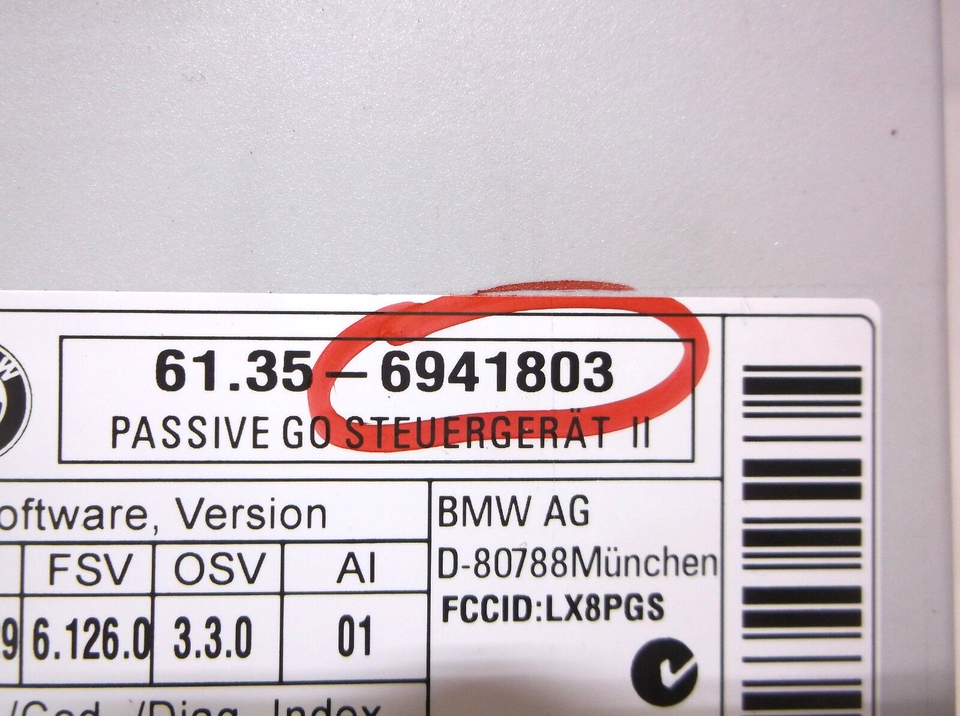 61.35 – 6941803
PASSIVE GO STEUERGERÄT II
oftware, Version
FSV OSV AI
9 6.126.0 3.3.0 01
BMW AG
D-80788München
FCCID:LX8PGS